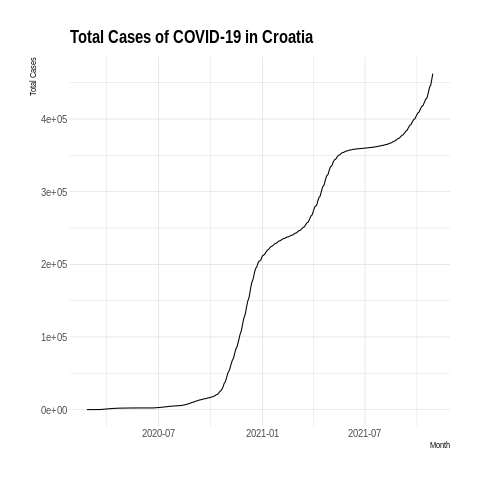 Total Cases of COVID-19 in Croatia
Total Cases
4e+05
3e+05
2e+05
1e+05
0e+00
2020-07 2021-01 2021-07
Month